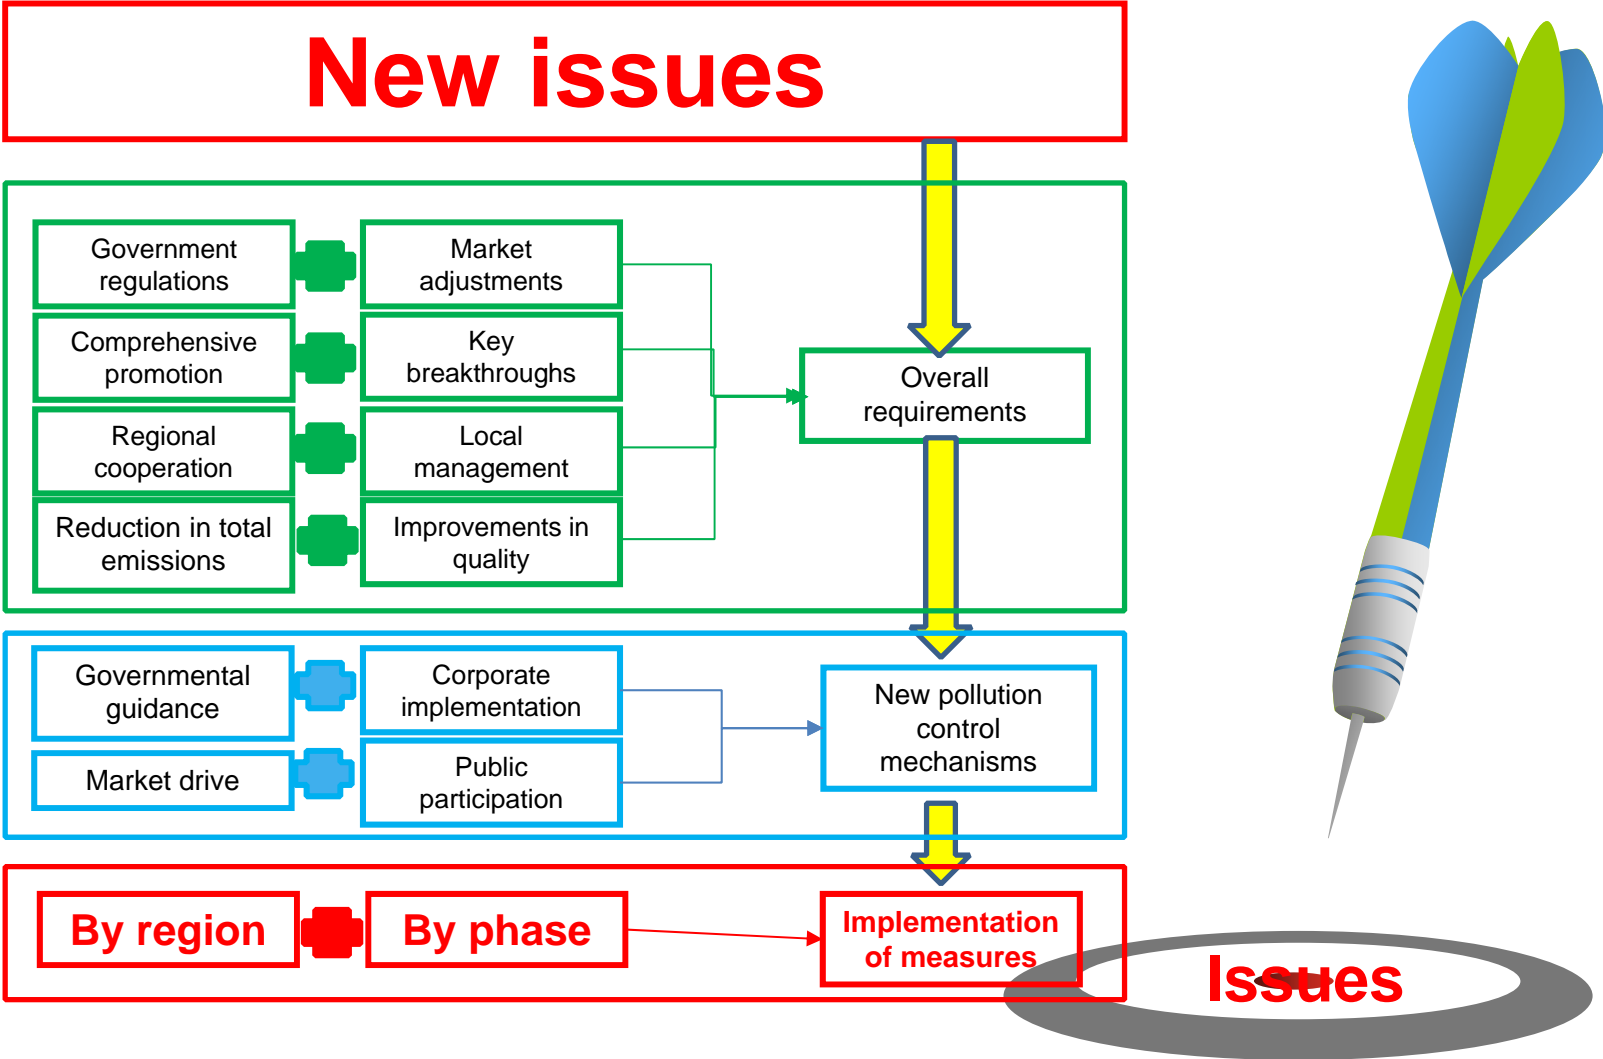 New issues
Government
regulations
Market
adjustments
Comprehensive
promotion
Key
breakthroughs
Overall
requirements
Regional
cooperation
Local
management
Reduction in total
emissions
Improvements in
quality
Governmental
guidance
Corporate
implementation
New pollution
control
mechanisms
Market drive
Public
participation
By region
By phase
Implementation
of measures
Issues